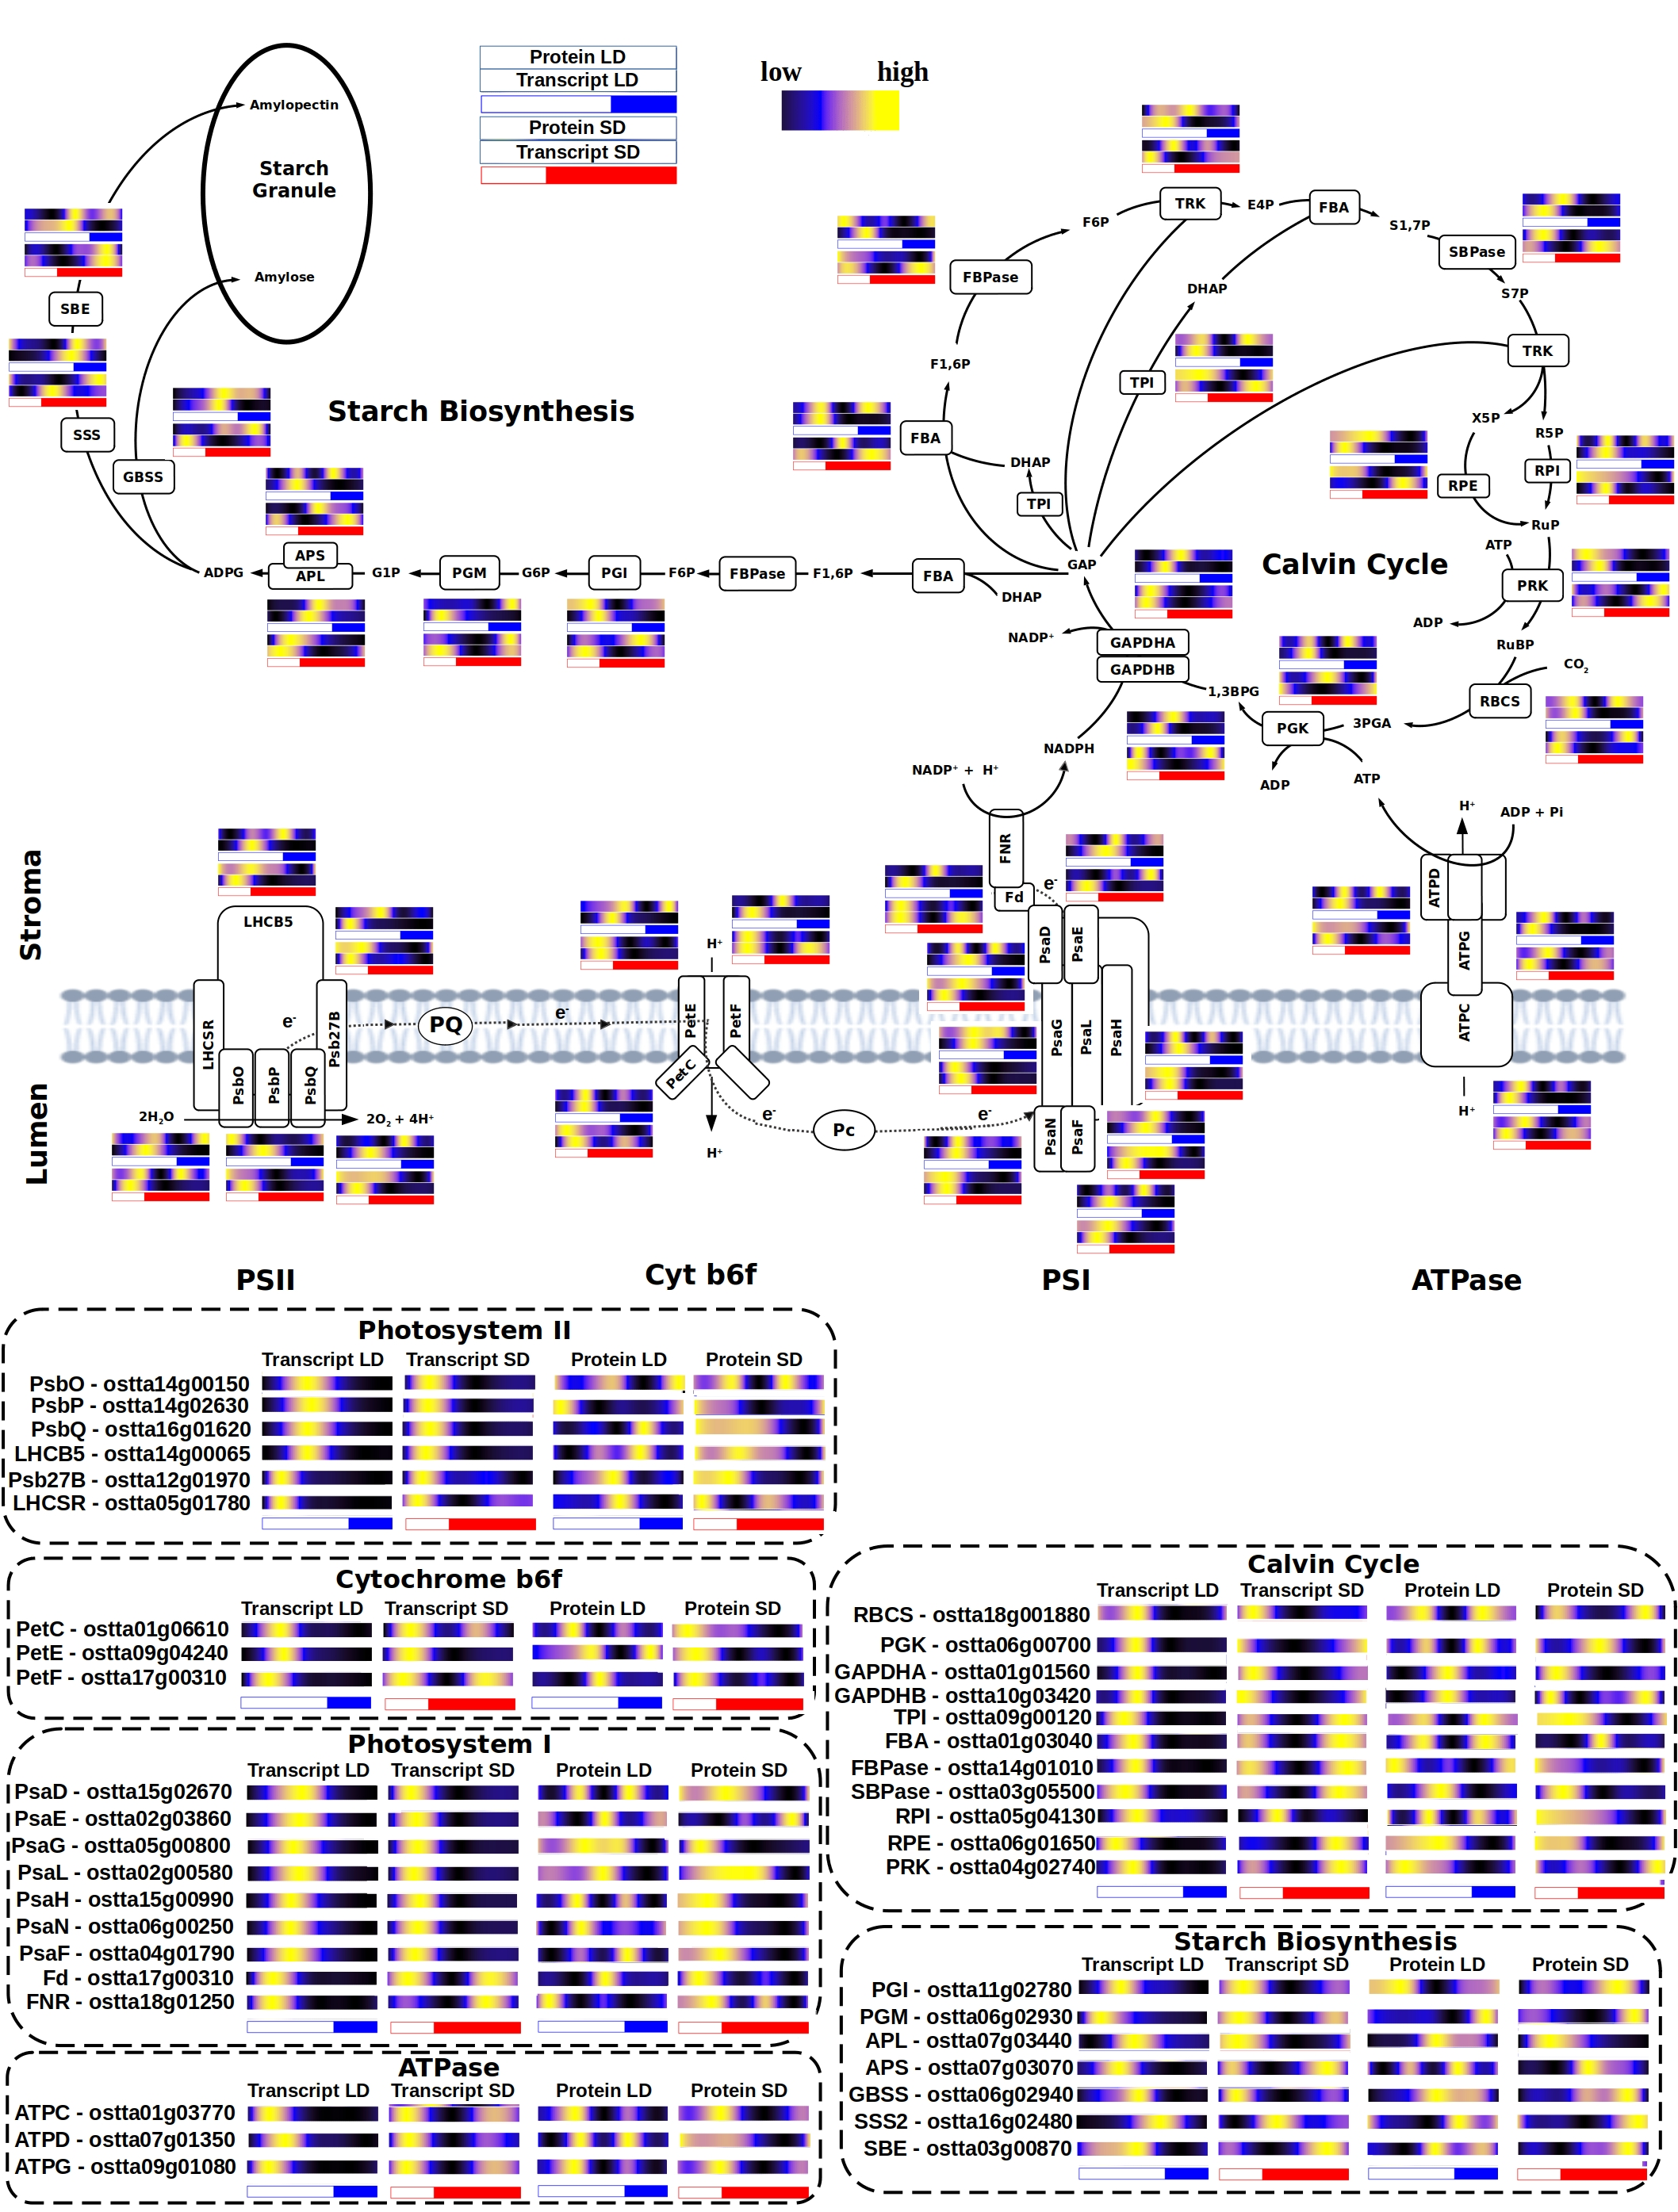 Protein LD
Transcript LD
Protein SD
Transcript SD
low high
Amylopectin
Starch
Granule
Amylose
SBE
SSS
GBSS
Starch Biosynthesis
APS
APL
ADPG
G1P
PGM
G6P
PGI
F6P
FBPase
F1,6P
FBA
DHAP
GAP
F6P
TRK
E4P
FBA
S1,7P
SBPase
S7P
FBPase
DHAP
TRK
F1,6P
TPI
X5P
R5P
FBA
DHAP
TPI
RPE
RPI
RuP
ATP
Calvin Cycle
PRK
ADP
RuBP
CO2
NADP+
GAPDHA
GAPDHB
1,3BPG
RBCS
3PGA
PGK
NADPH
NADP+ + H+
ADP
ATP
H+
ADP + Pi
Stroma
Lumen
LHCB5
LHCSR
Psb27B
PsbO
PsbP
PsbQ
e-
2H2O
2O2 + 4H+
PQ
e-
H+
PetE
PetF
PetC
H+
e-
Pc
e-
FNR
Fd
e-
PsaD
PsaE
PsaG
PsaL
PsaH
PsaN
PsaF
ATPD
ATPG
ATPC
H+
PSII
Cyt b6f
PSI
ATPase
Photosystem II
Transcript LD Transcript SD Protein LD Protein SD
PsbO - ostta14g00150
PsbP - ostta14g02630
PsbQ - ostta16g01620
LHCB5 - ostta14g00065
Psb27B - ostta12g01970
LHCSR - ostta05g01780
Cytochrome b6f
Transcript LD Transcript SD Protein LD Protein SD
PetC - ostta01g06610
PetE - ostta09g04240
PetF - ostta17g00310
Photosystem I
Transcript LD Transcript SD Protein LD Protein SD
PsaD - ostta15g02670
PsaE - ostta02g03860
PsaG - ostta05g00800
PsaL - ostta02g00580
PsaH - ostta15g00990
PsaN - ostta06g00250
PsaF - ostta04g01790
Fd - ostta17g00310
FNR - ostta18g01250
ATPase
Transcript LD Transcript SD Protein LD Protein SD
ATPC - ostta01g03770
ATPD - ostta07g01350
ATPG - ostta09g01080
Calvin Cycle
Transcript LD Transcript SD Protein LD Protein SD
RBCS - ostta18g001880
PGK - ostta06g00700
GAPDHA - ostta01g01560
GAPDHB - ostta10g03420
TPI - ostta09g00120
FBA - ostta01g03040
FBPase - ostta14g01010
SBPase - ostta03g05500
RPI - ostta05g04130
RPE - ostta06g01650
PRK - ostta04g02740
Starch Biosynthesis
Transcript LD Transcript SD Protein LD Protein SD
PGI - ostta11g02780
PGM - ostta06g02930
APL - ostta07g03440
APS - ostta07g03070
GBSS - ostta06g02940
SSS2 - ostta16g02480
SBE - ostta03g00870